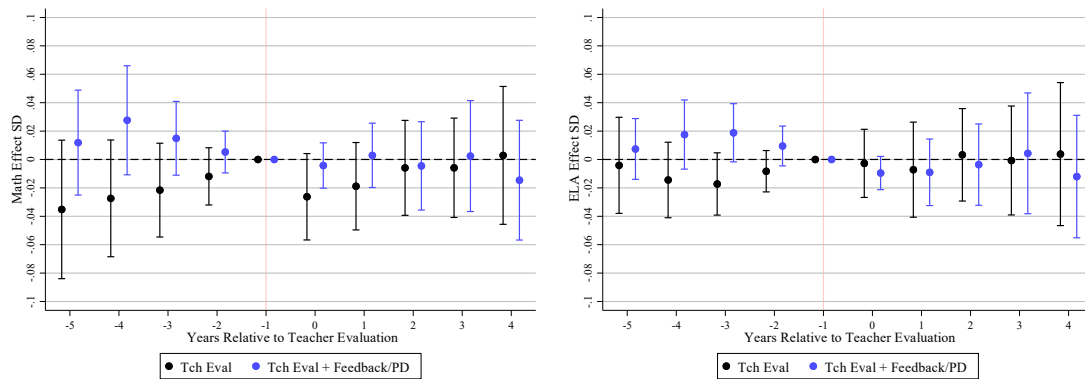 .1
.08
.06
.04
.02
0
-.02
-.04
-.06
-.08
-.1
Math Effect SD
-5 -4 -3 -2 -1 0 1 2 3 4
Years Relative to Teacher Evaluation
Tch Eval Tch Eval + Feedback/PD
.1
.08
.06
.04
.02
0
-.02
-.04
-.06
-.08
-.1
ELA Effect SD
-5 -4 -3 -2 -1 0 1 2 3 4
Years Relative to Teacher Evaluation
Tch Eval Tch Eval + Feedback/PD